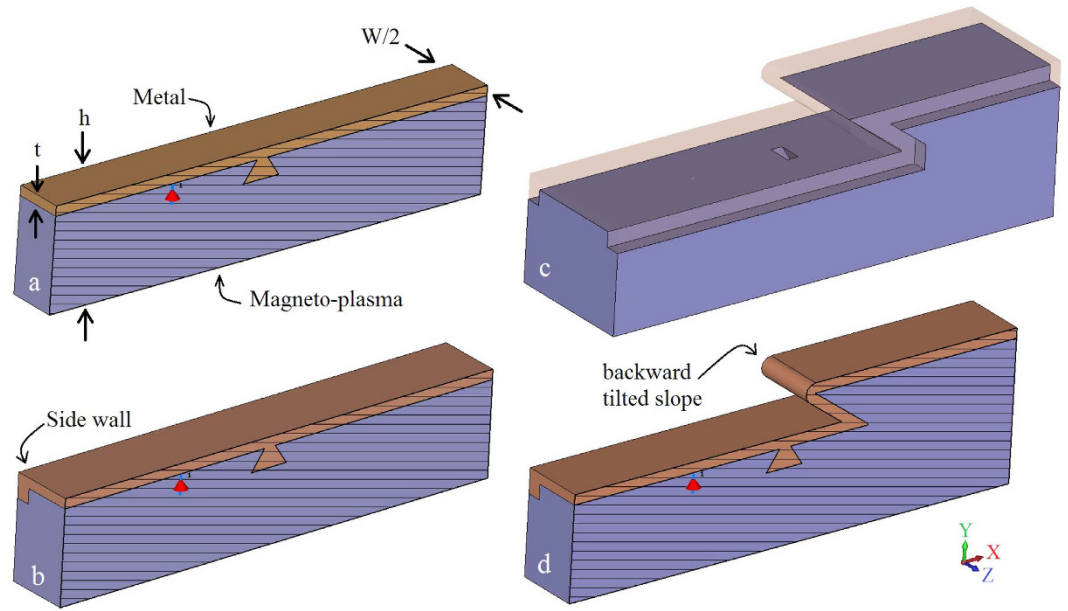 W/2
Metal
h
t
a
Magneto-plasma
c
Side wall
b
backward
tilted slope
d
Y
X
Z